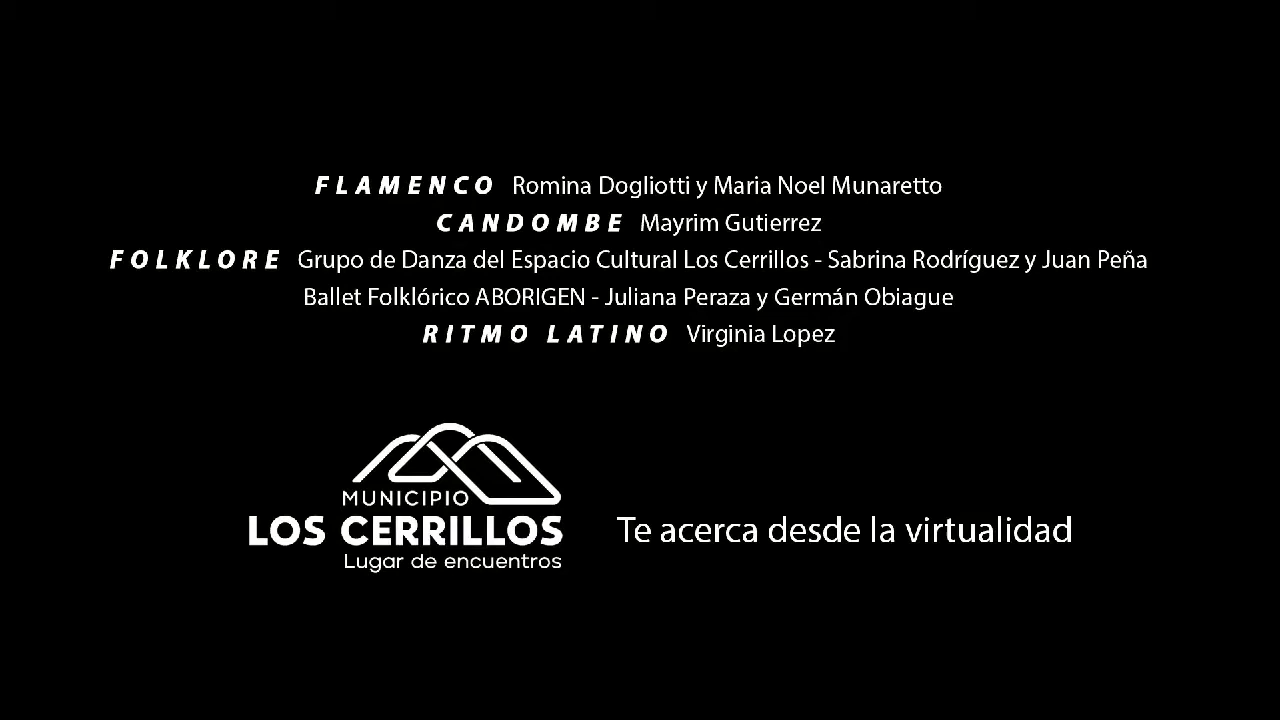 FLAMENCO Romina Dogliotti y Maria Noel Munaretto
CANDOMBE Mayrim Gutierrez
FOLKLORE Grupo de Danza del Espacio Cultural Los Cerrillos - Sabrina Rodríguez y Juan Peña
Ballet Folklórico ABORIGEN - Juliana Peraza y Germán Obiague
RITMO LATINO Virginia Lopez
MUNICIPIO
LOS CERRILLOS
Lugar de encuentros
Te acerca desde la virtualidad